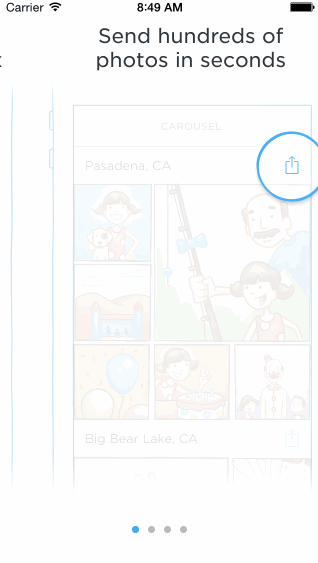 Carrier 8:49 AM
Send hundreds of
photos in seconds
CAROUSEL
Pasadena, CA
Big Bear Lake, CA